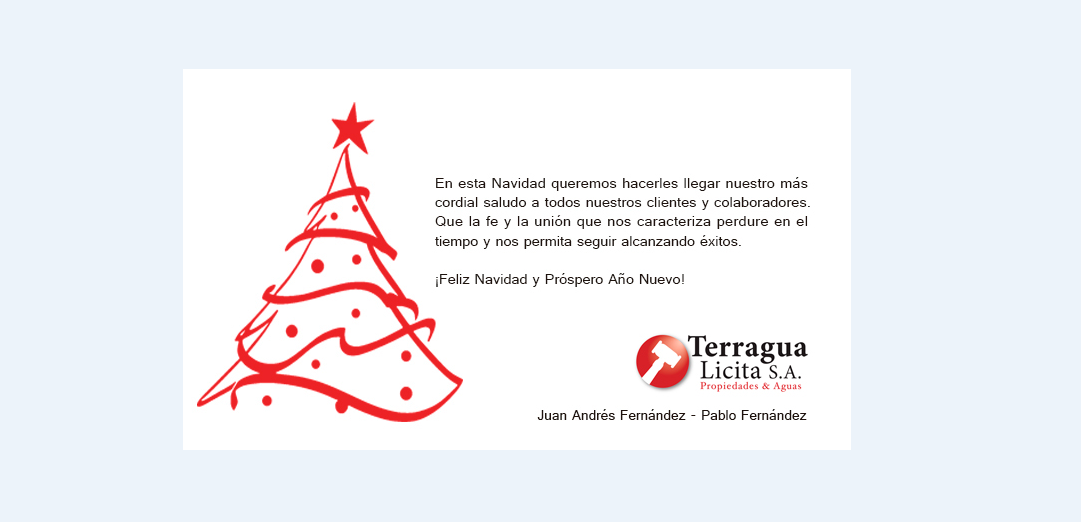 En esta Navidad queremos hacerles llegar nuestro más
cordial saludo a todos nuestros clientes y colaboradores.
Que la fe y la unión que nos caracteriza perdure en el
tiempo y nos permita seguir alcanzando éxitos.
¡Feliz Navidad y Próspero Año Nuevo!
Terragua
Licita S.A.
Propiedades & Aguas
Juan Andrés Fernández - Pablo Fernández